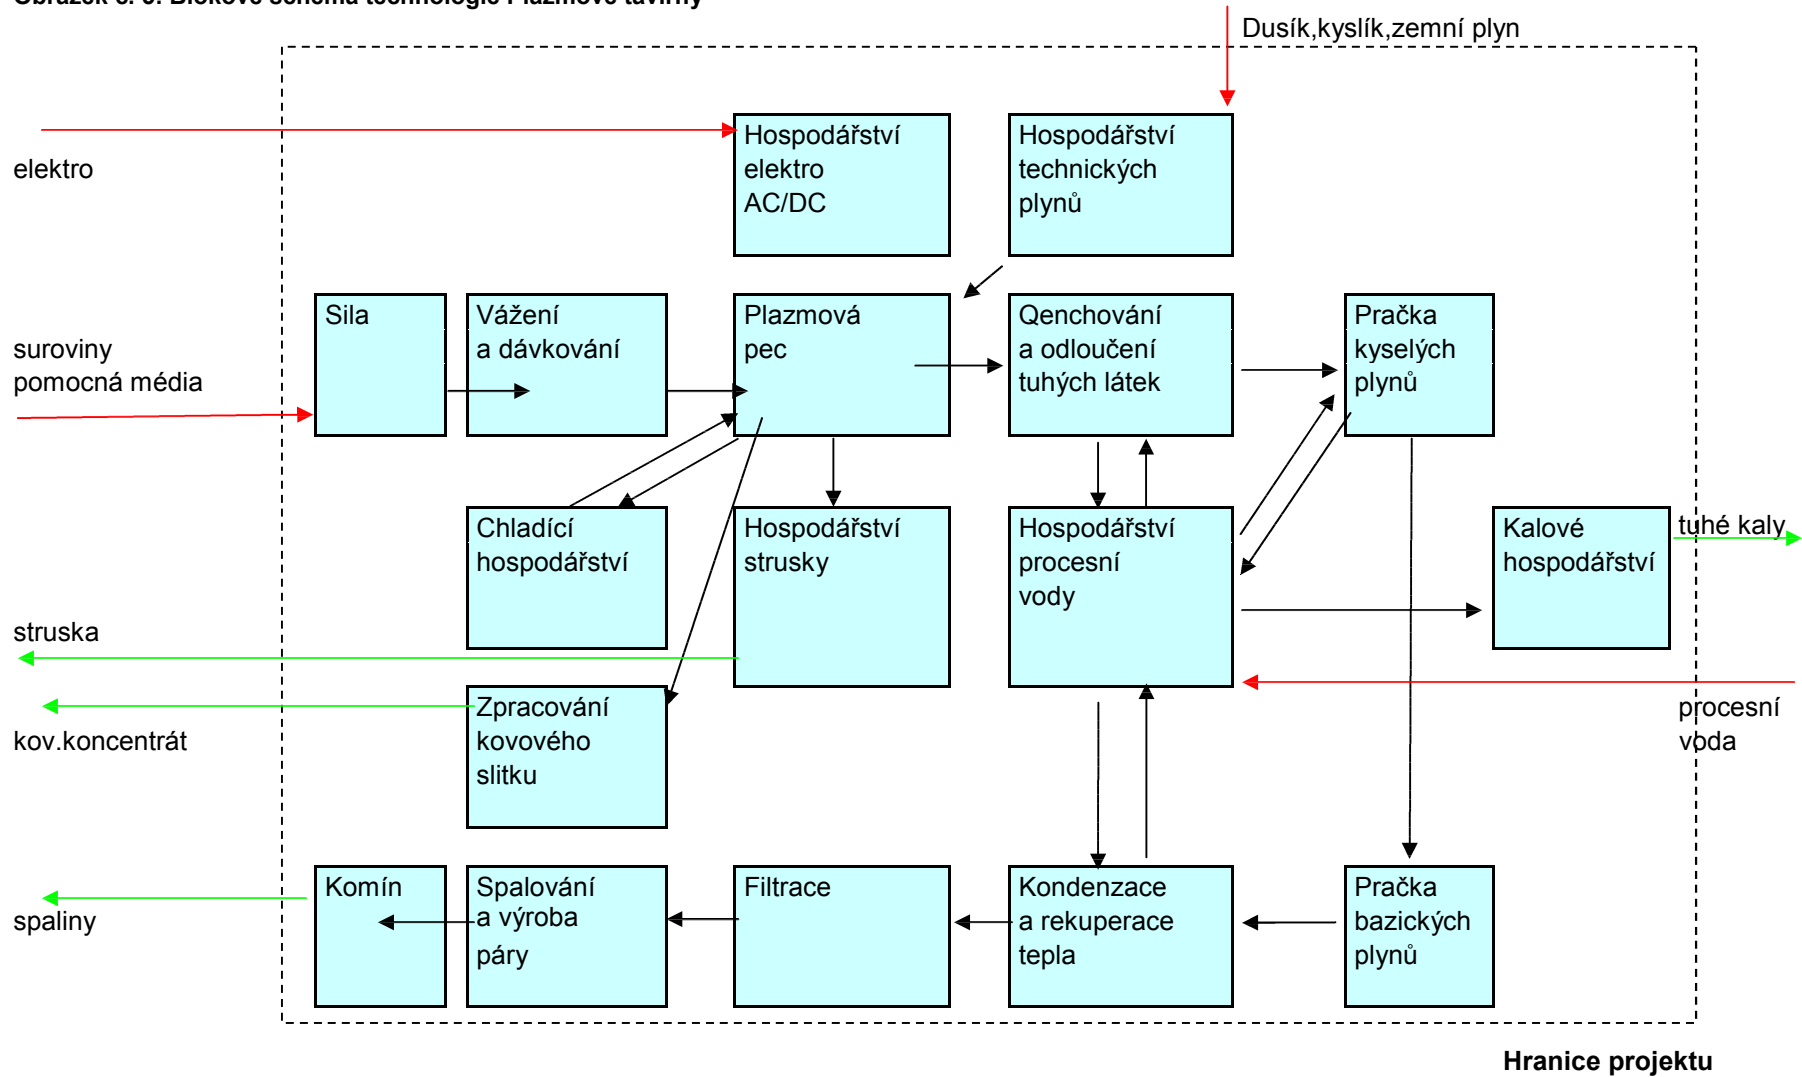 Dusík,kyslík,zemní plyn
elektro
Hospodářství
elektro
AC/DC
Hospodářství
technických
plynů
suroviny
pomocná média
Sila
Vážení
a dávkování
Plazmová
pec
Qenchování
a odloučení
tuhých látek
Pračka
kyselých
plynů
Chladící
hospodářství
Hospodářství
strusky
Hospodářství
procesní
vody
Kalové
hospodářství
tuhé kaly
struska
kov.koncentrát
Zpracování
kovového
slitku
procesní
voda
spaliny
Komín
Spalování
a výroba
páry
Filtrace
Kondenzace
a rekuperace
tepla
Pračka
bazických
plynů
Hranice projektu